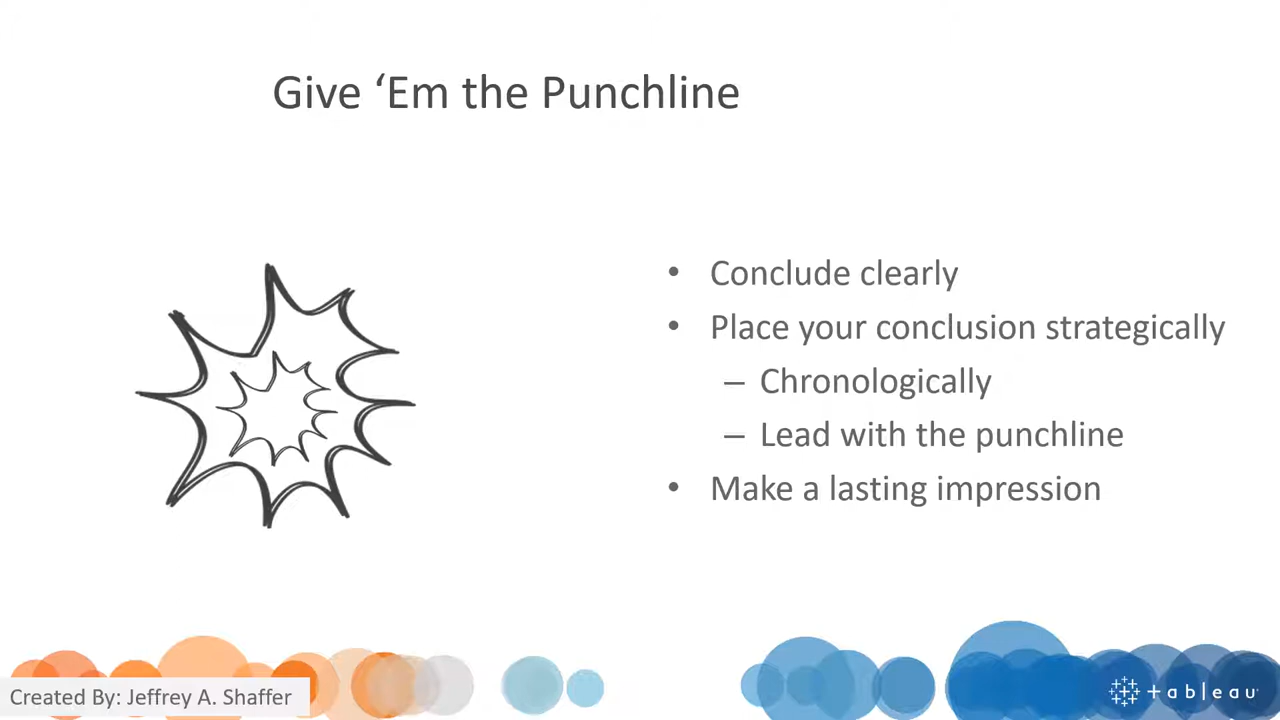 Give ‘Em the Punchline
• Conclude clearly
• Place your conclusion strategically
– Chronologically
– Lead with the punchline
• Make a lasting impression
Created By: Jeffrey A. Shaffer
tableau